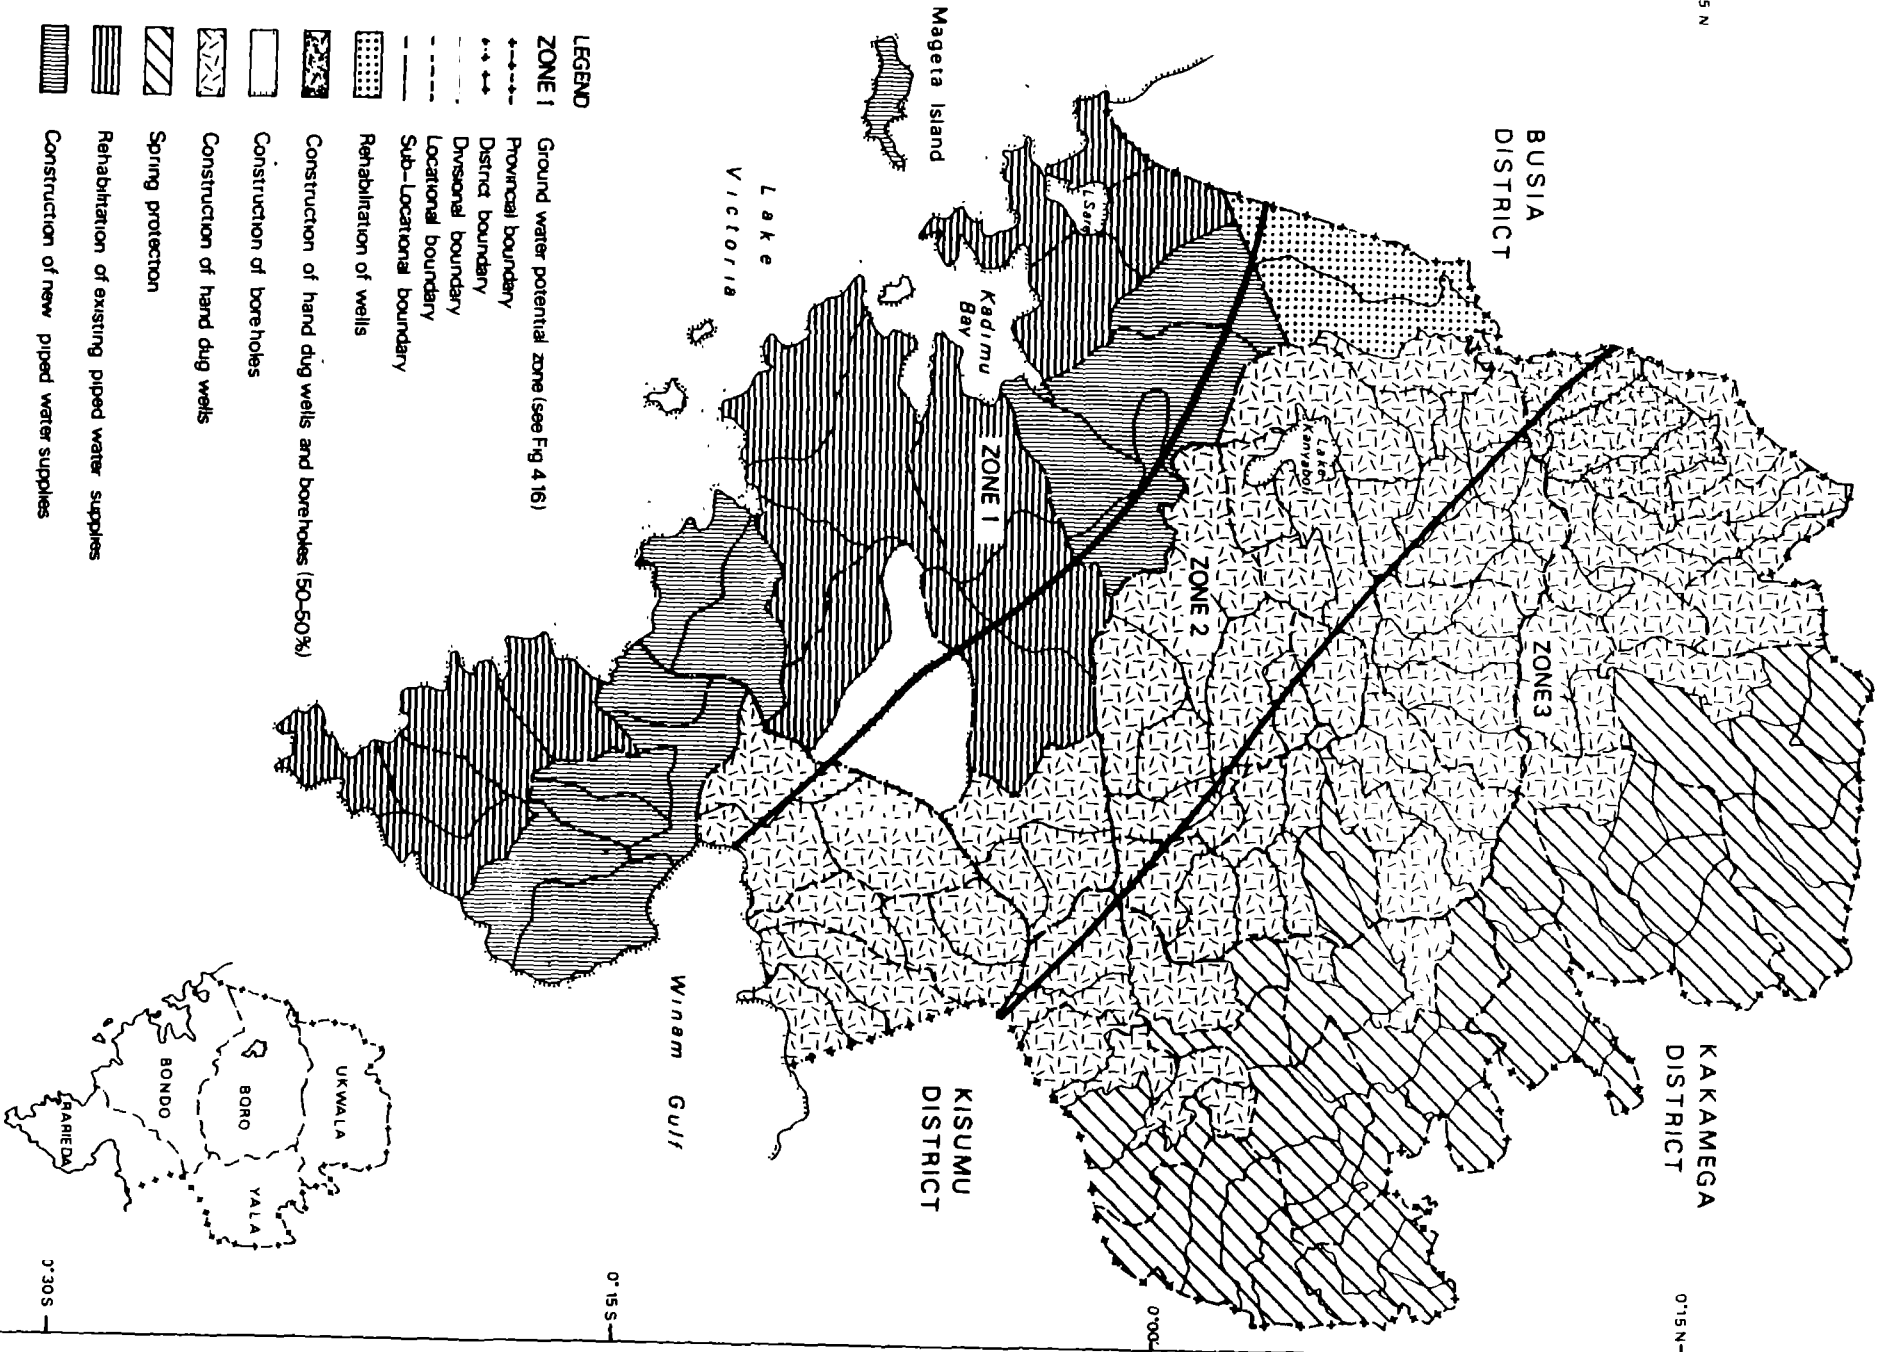 5 N
BUSIA
DISTRICT
KAKAMEGA
DISTRICT
0°15 N
Mageta Island
L Sare
Kadimu
Bay
Lake
Victoria
Lake
Kanyaboli
ZONE 1
ZONE 2
ZONE 3
KISUMU
DISTRICT
Winam Gulf
0°00'
0°15 S
0°30 S
LEGEND
ZONE 1 Ground water potential zone (see Fig 4 16)
Provincial boundary
District boundary
Divisional boundary
Locational boundary
Sub-Locational boundary
Rehabilitation of wells
Construction of hand dug wells and boreholes (50-50%)
Construction of boreholes
Construction of hand dug wells
Spring protection
Rehabilitation of existing piped water supplies
Construction of new piped water supplies
UKWALA
BORO
BONDO
YALA
RARIEDA